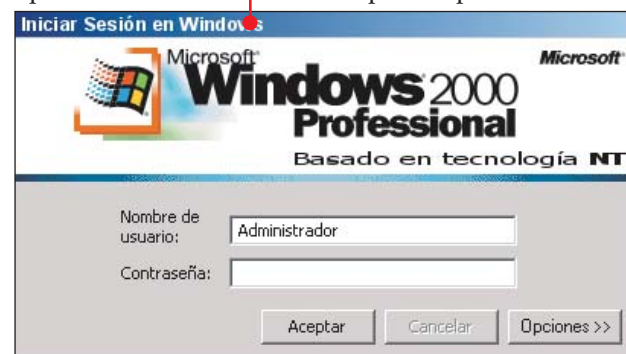 Iniciar Sesión en Windows
Microsoft
Microsoft
Windows 2000
Professional
Basado en tecnología NT
Nombre de
usuario:
Administrador
Contraseña:
Aceptar
Cancelar
Opciones >>